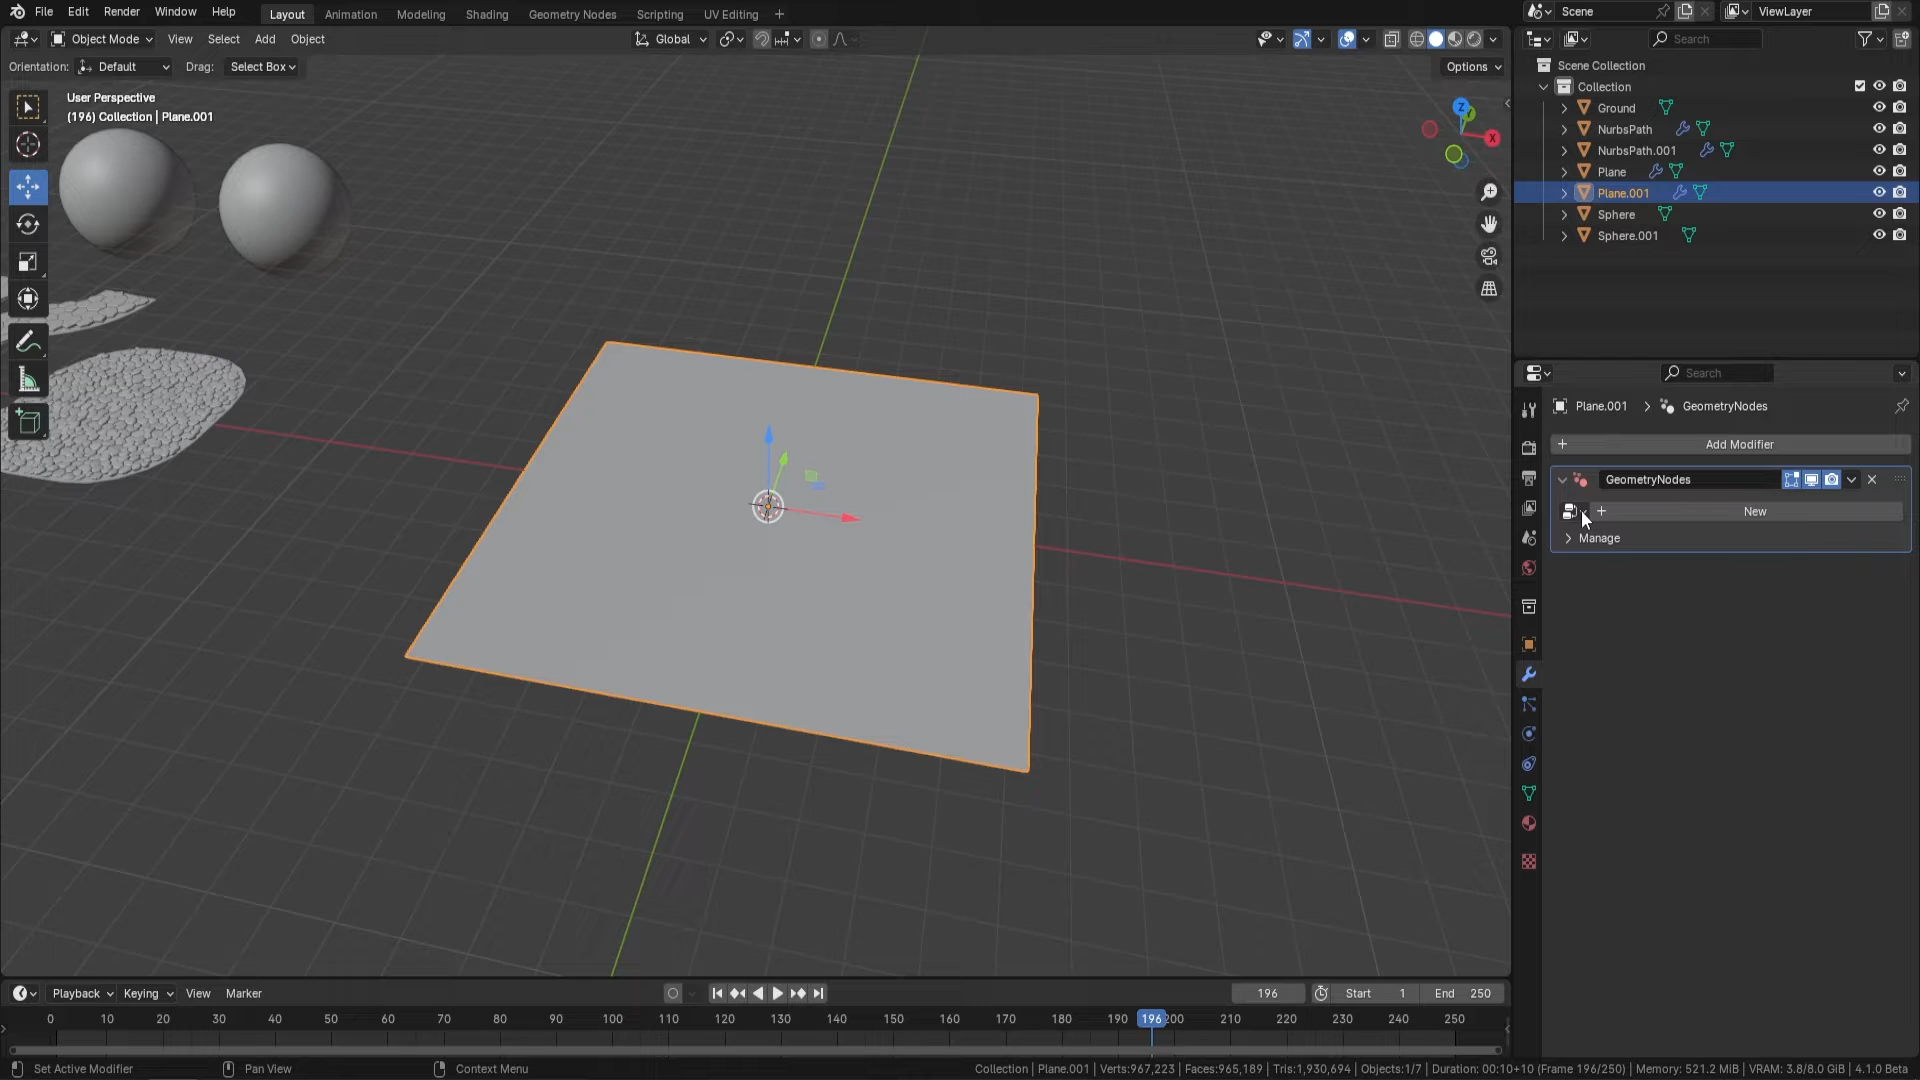 File Edit Render Window Help Layout Animation Modeling Shading Geometry Nodes Scripting UV Editing + Scene ViewLayer
Object Mode View Select Add Object Global Search
Orientation: Default Drag: Select Box Options
User Perspective
(196) Collection | Plane.001
Z
X
Scene Collection
Collection
Ground
NurbsPath
NurbsPath.001
Plane
Plane.001
Sphere
Sphere.001
Search
Plane.001 > GeometryNodes
+ Add Modifier
GeometryNodes
+ New
Manage
Playback Keying View Marker 196 Start 1 End 250
0 10 20 30 40 50 60 70 80 90 100 110 120 130 140 150 160 170 180 190 196 200 210 220 230 240 250
Set Active Modifier Pan View Context Menu Collection | Plane.001 | Verts:967,223 | Faces:965,189 | Tris:1,930,694 | Objects:1/7 | Duration: 00:10+10 (Frame 196/250) | Memory: 521.2 MiB | VRAM: 3.8/8.0 GiB | 4.1.0 Beta